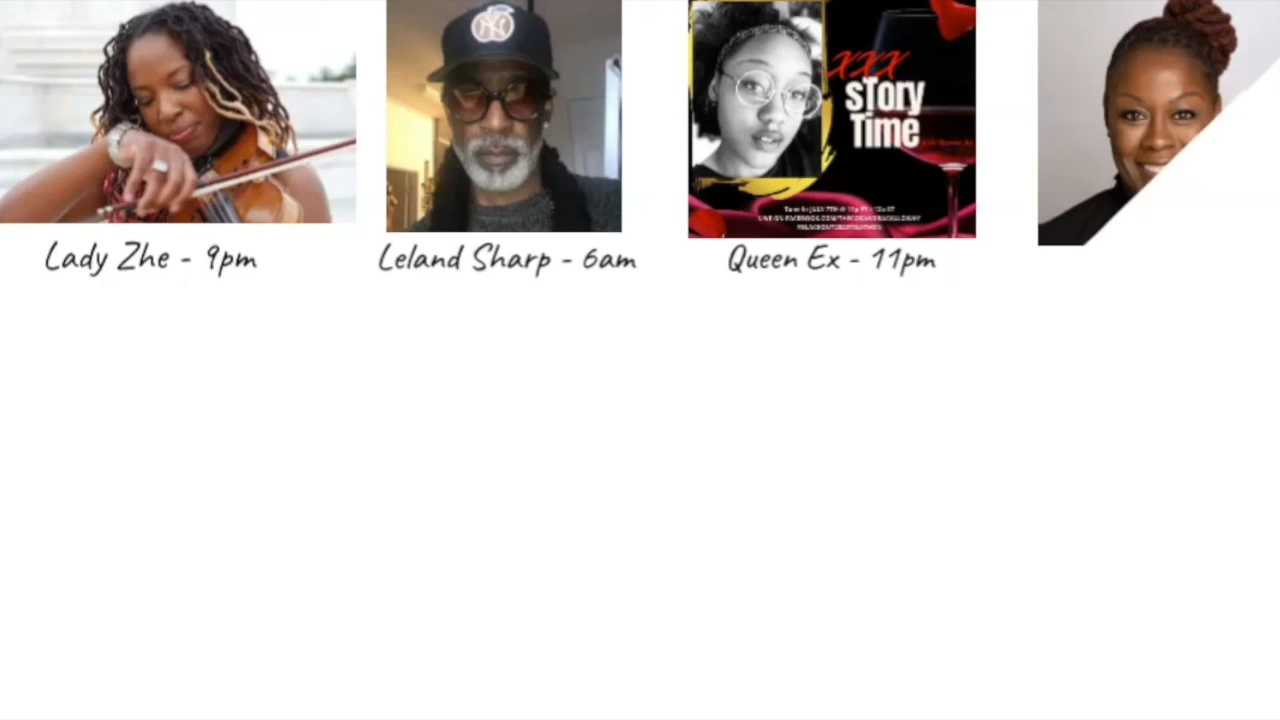 XXX
sTory
Time
Lady Zhe - 9pm
Leland Sharp - 6am
Queen Ex - 11pm